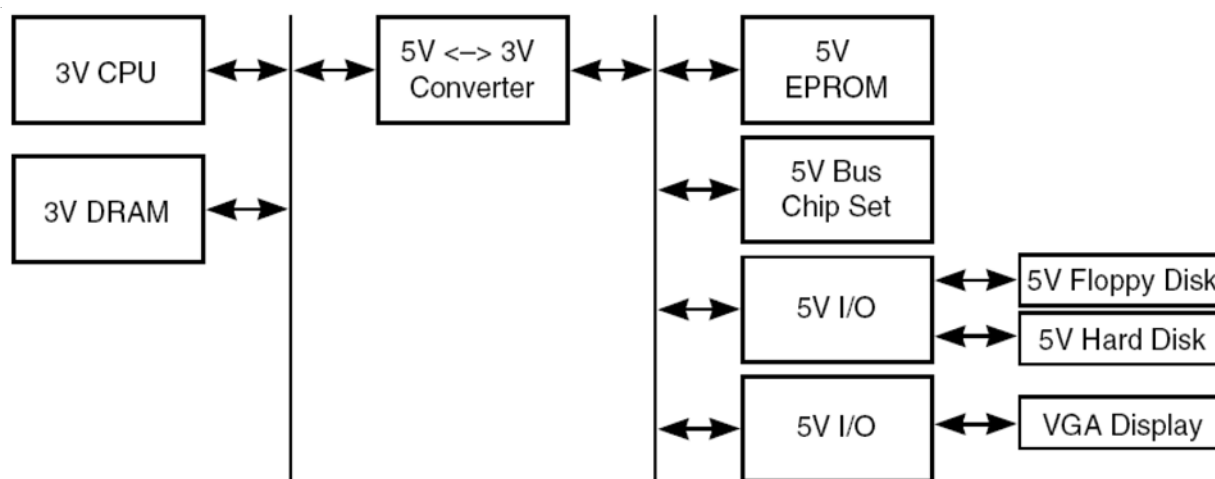 3V CPU
5V <–> 3V
Converter
5V
EPROM
3V DRAM
5V Bus
Chip Set
5V I/O
5V Floppy Disk
5V Hard Disk
5V I/O
VGA Display